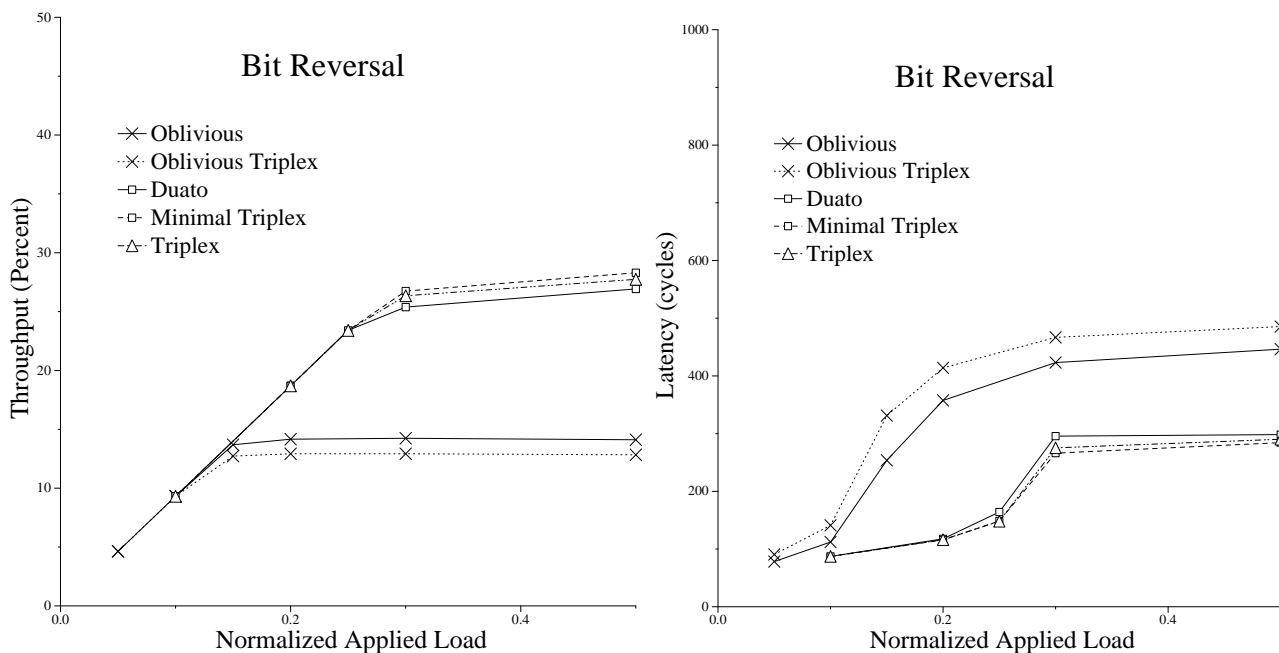 50
40
30
20
10
0
Throughput (Percent)
Bit Reversal
Oblivious
Oblivious Triplex
Duato
Minimal Triplex
Triplex
0.0
0.2
0.4
Normalized Applied Load
1000
800
600
400
200
0
Latency (cycles)
Bit Reversal
Oblivious
Oblivious Triplex
Duato
Minimal Triplex
Triplex
0.0
0.2
0.4
Normalized Applied Load